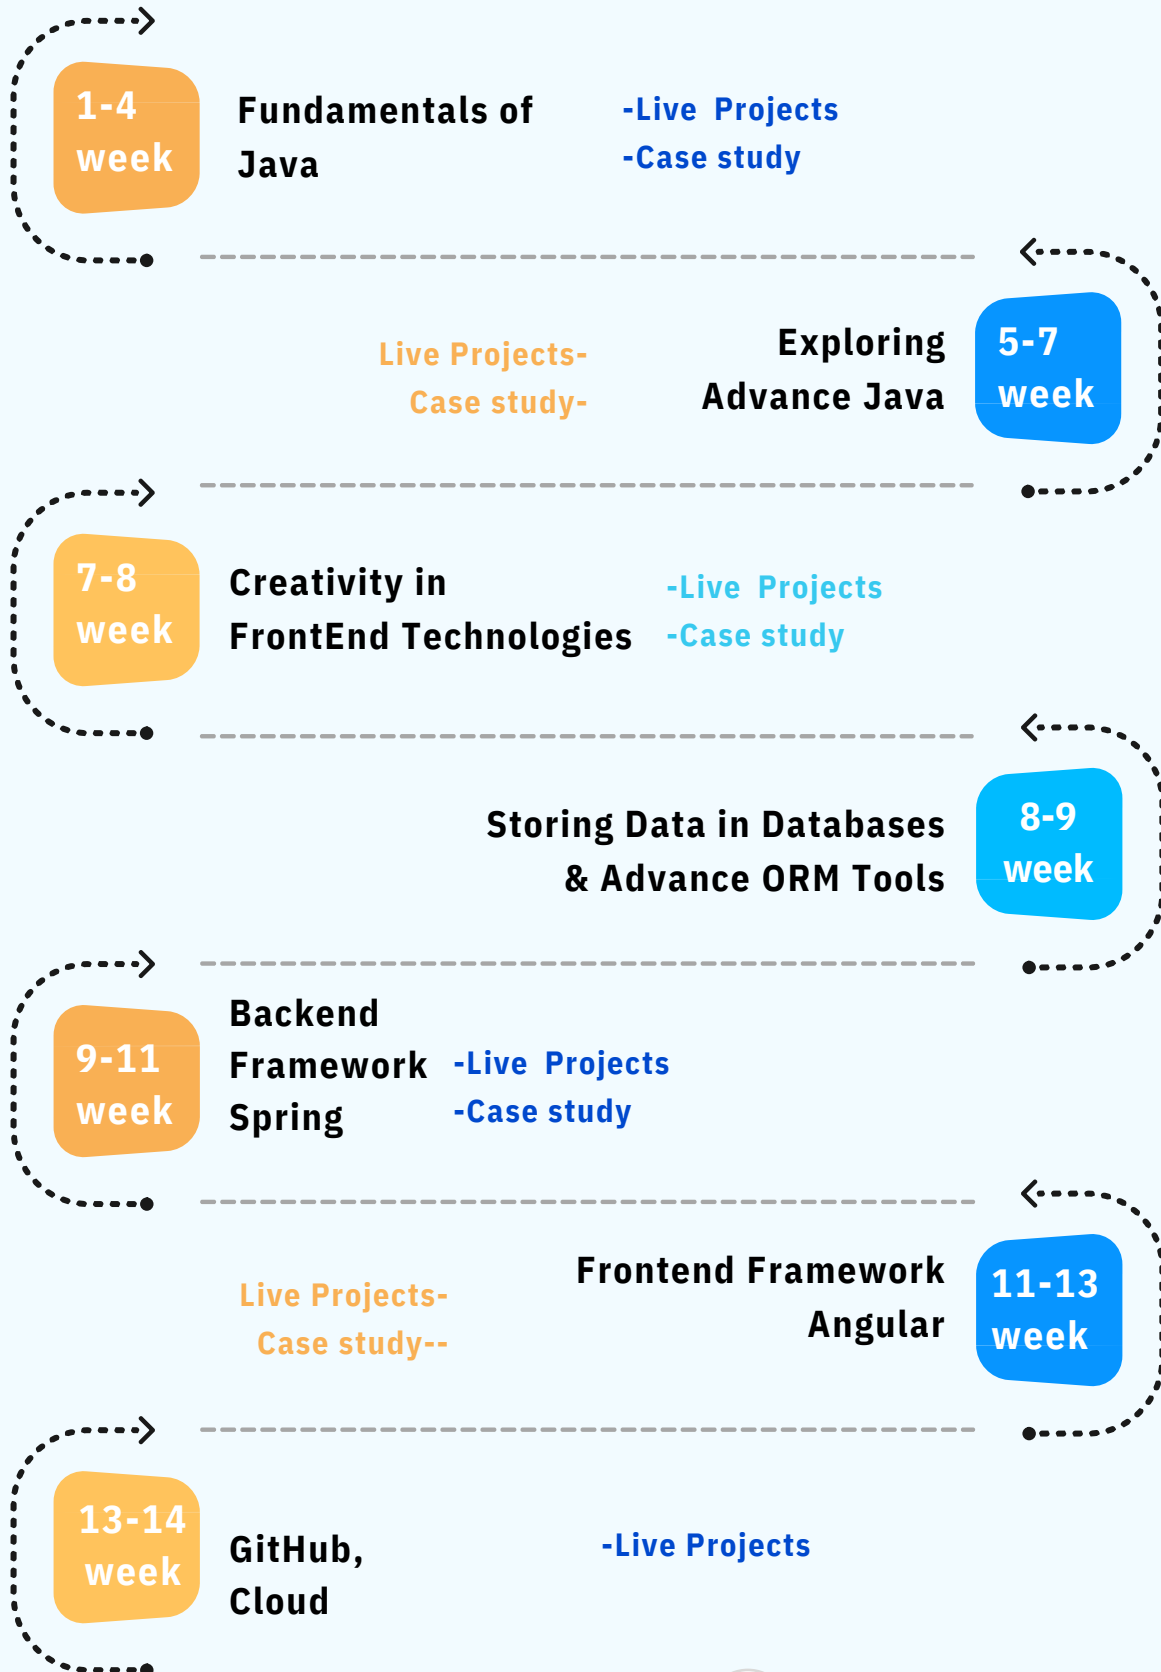 1-4
week
Fundamentals of
Java
-Live  Projects
-Case study
5-7
week
Exploring
Advance Java
Live Projects-
Case study-
7-8
week
Creativity in
FrontEnd Technologies
-Live  Projects
-Case study
8-9
week
Storing Data in Databases
& Advance ORM Tools
9-11
week
Backend
Framework
Spring
-Live  Projects
-Case study
11-13
week
Frontend Framework
Angular
Live Projects-
Case study--
13-14
week
GitHub,
Cloud
-Live Projects